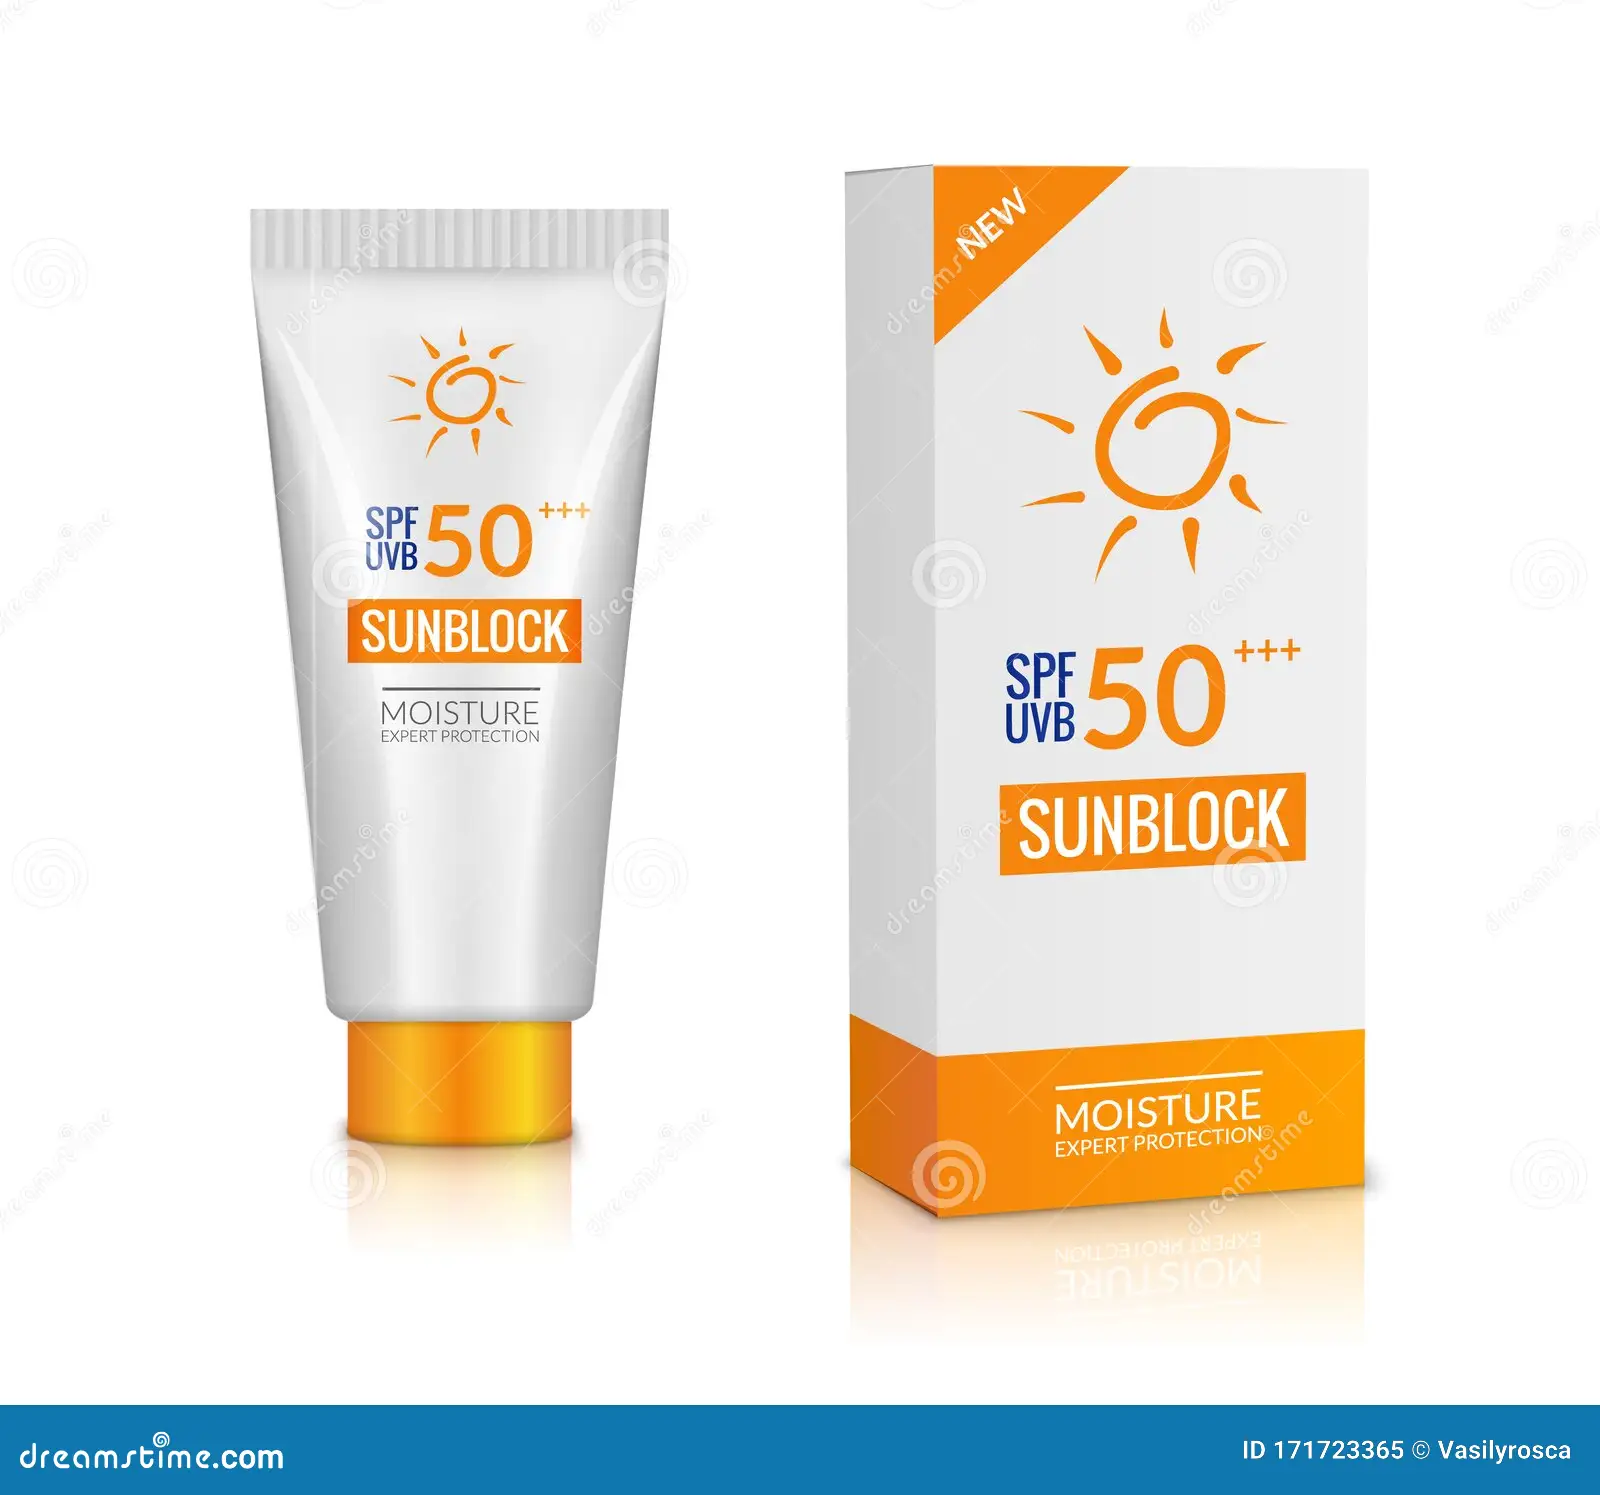 SPF
UVB 50 +++
SUNBLOCK
MOISTURE
EXPERT PROTECTION
NEW
SPF
UVB 50 +++
SUNBLOCK
MOISTURE
EXPERT PROTECTION
dreamstime.com
ID 171723365 © Vasilyrosca